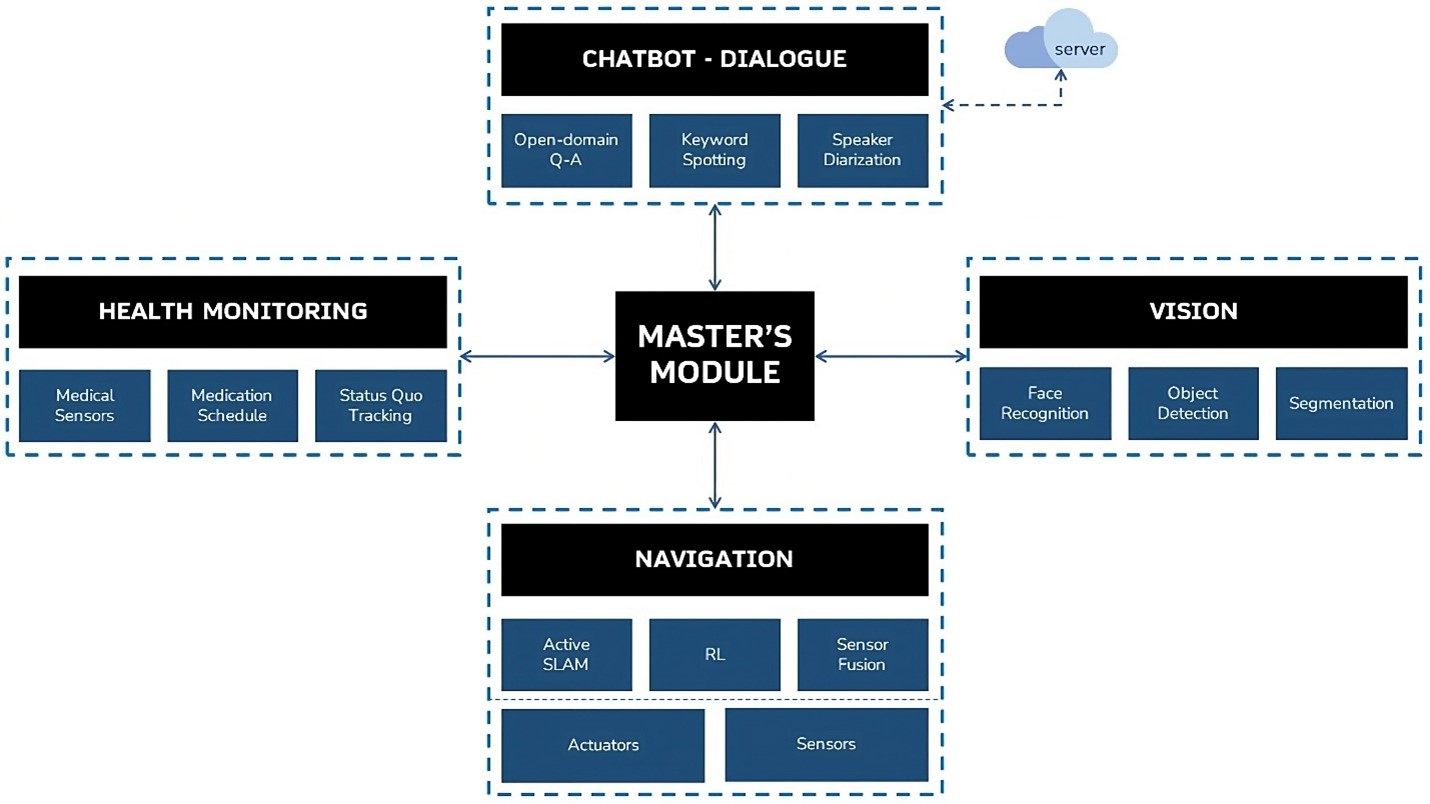 CHATBOT - DIALOGUE
server
Open-domain
Q-A
Keyword
Spotting
Speaker
Diarization
HEALTH MONITORING
Medical
Sensors
Medication
Schedule
Status Quo
Tracking
MASTER’S
MODULE
VISION
Face
Recognition
Object
Detection
Segmentation
NAVIGATION
Active
SLAM
RL
Sensor
Fusion
Actuators
Sensors